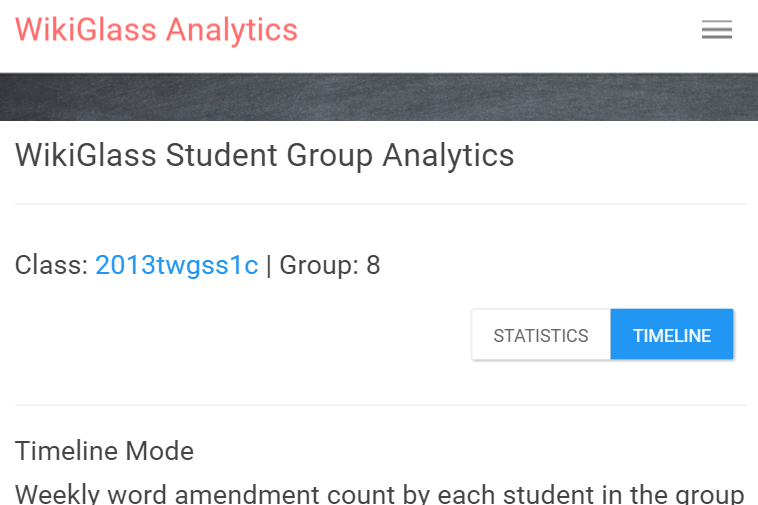 WikiGlass Analytics
WikiGlass Student Group Analytics
Class: 2013twgss1c | Group: 8
STATISTICS TIMELINE
Timeline Mode
Weekly word amendment count by each student in the group